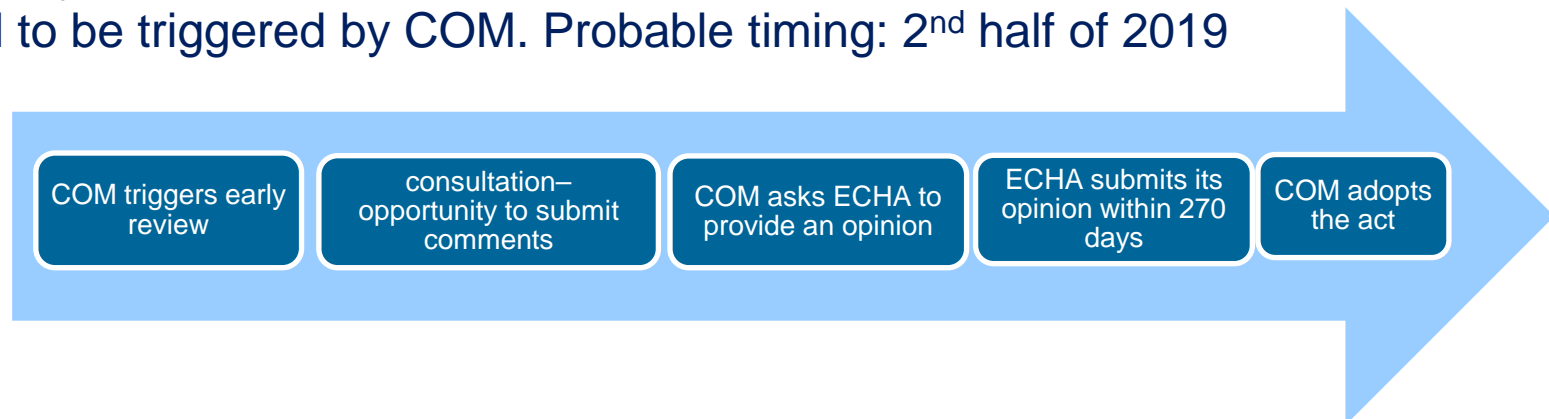 to be triggered by COM. Probable timing: 2nd half of 2019
COM triggers early
review
consultation–
opportunity to submit
comments
COM asks ECHA to
provide an opinion
ECHA submits its
opinion within 270
days
COM adopts
the act